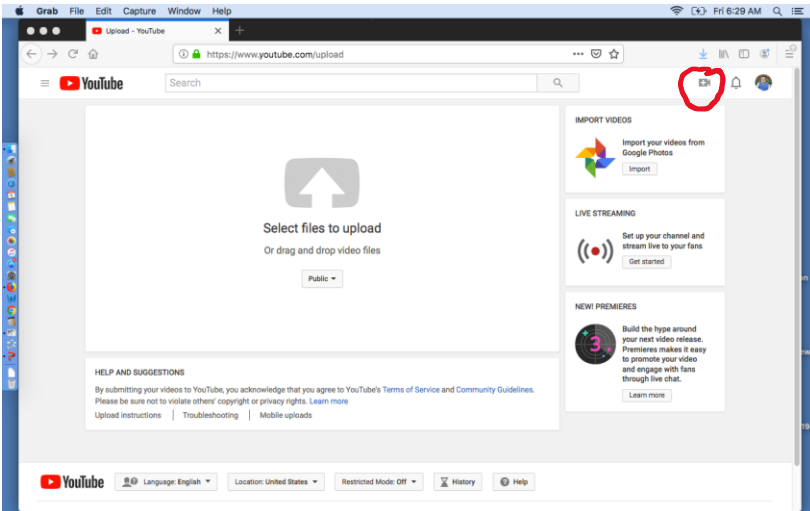 Grab File Edit Capture Window Help Fri 6:29 AM
Upload - YouTube
https://www.youtube.com/upload
YouTube Search
IMPORT VIDEOS
Import your videos from
Google Photos
Import
LIVE STREAMING
Set up your channel and
stream live to your fans
Get started
NEW! PREMIERES
3
Build the hype around
your next video release.
Premieres makes it easy
to promote your video
and engage with fans
through live chat.
Learn more
Select files to upload
Or drag and drop video files
Public
HELP AND SUGGESTIONS
By submitting your videos to YouTube, you acknowledge that you agree to YouTube's Terms of Service and Community Guidelines.
Please be sure not to violate others' copyright or privacy rights. Learn more
Upload instructions Troubleshooting Mobile uploads
YouTube Language: English Location: United States Restricted Mode: Off History Help